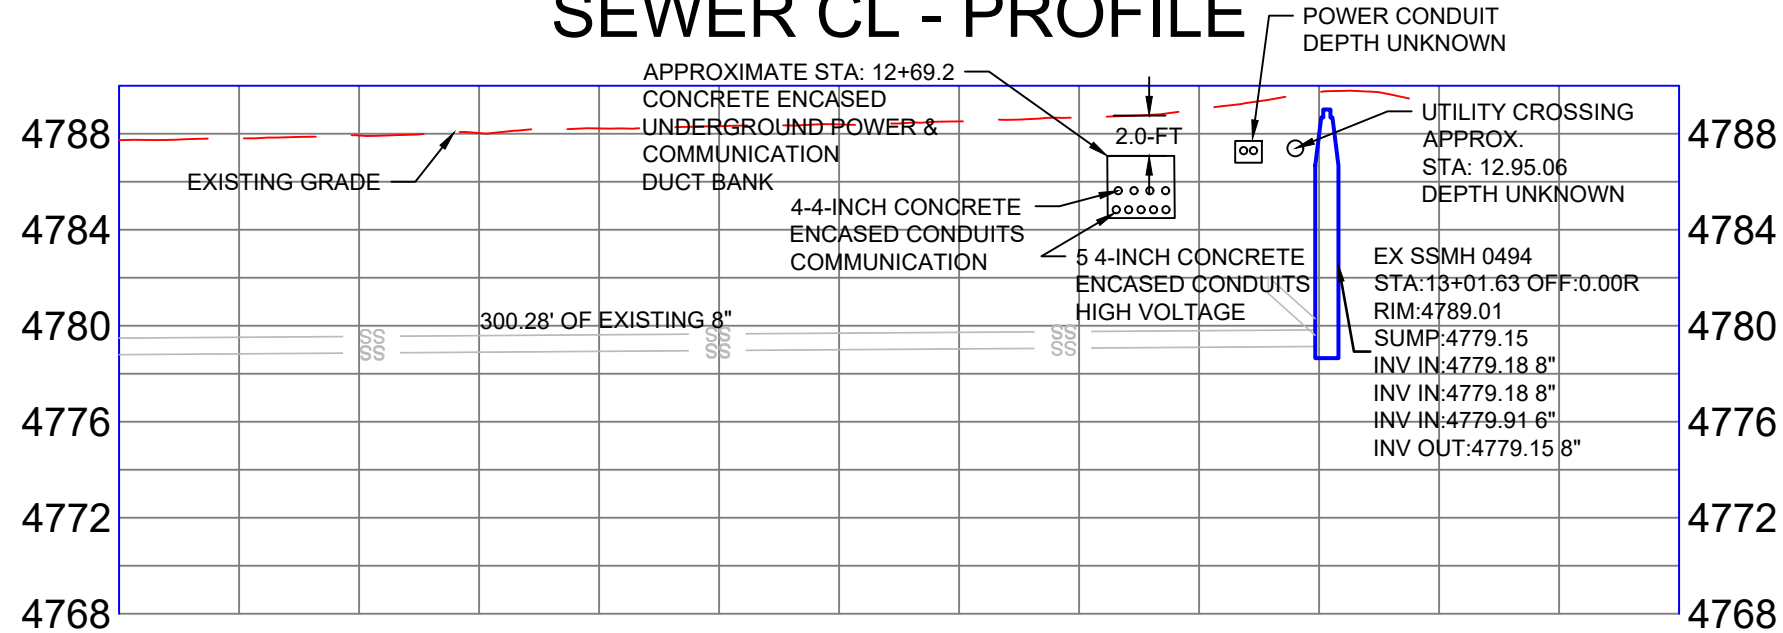 SEWER CL - PROFILE
POWER CONDUIT
DEPTH UNKNOWN
APPROXIMATE STA: 12+69.2
CONCRETE ENCASED
UNDERGROUND POWER &
COMMUNICATION
DUCT BANK
2.0-FT
UTILITY CROSSING
APPROX.
STA: 12.95.06
DEPTH UNKNOWN
EXISTING GRADE
4-4-INCH CONCRETE
ENCASED CONDUITS
COMMUNICATION
5 4-INCH CONCRETE
ENCASED CONDUITS
HIGH VOLTAGE
EX SSMH 0494
STA:13+01.63 OFF:0.00R
RIM:4789.01
SUMP:4779.15
INV IN:4779.18 8"
INV IN:4779.18 8"
INV IN:4779.91 6"
INV OUT:4779.15 8"
300.28' OF EXISTING 8"
SS
SS
SS
SS
SS
SS
4788
4784
4780
4776
4772
4768
4788
4784
4780
4776
4772
4768